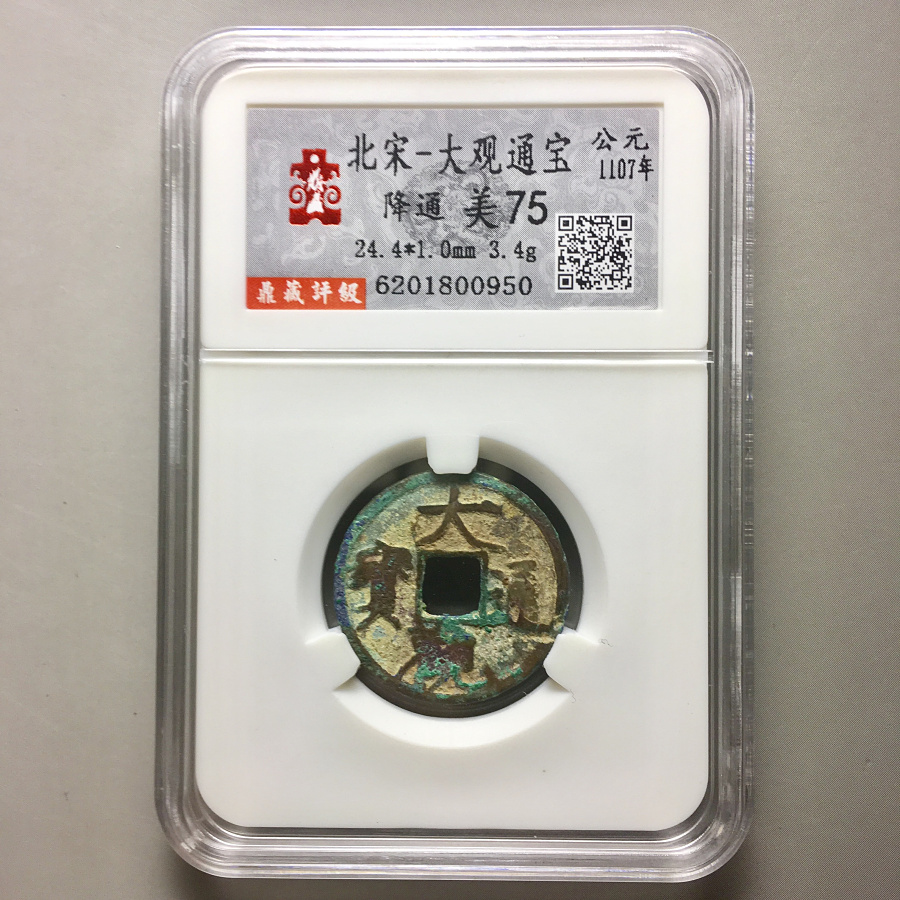 北宋-大观通宝
公元
1107年
降通 美75
24.4*1.0mm 3.4g
鼎藏評級 6201800950
大
觀
通
寶